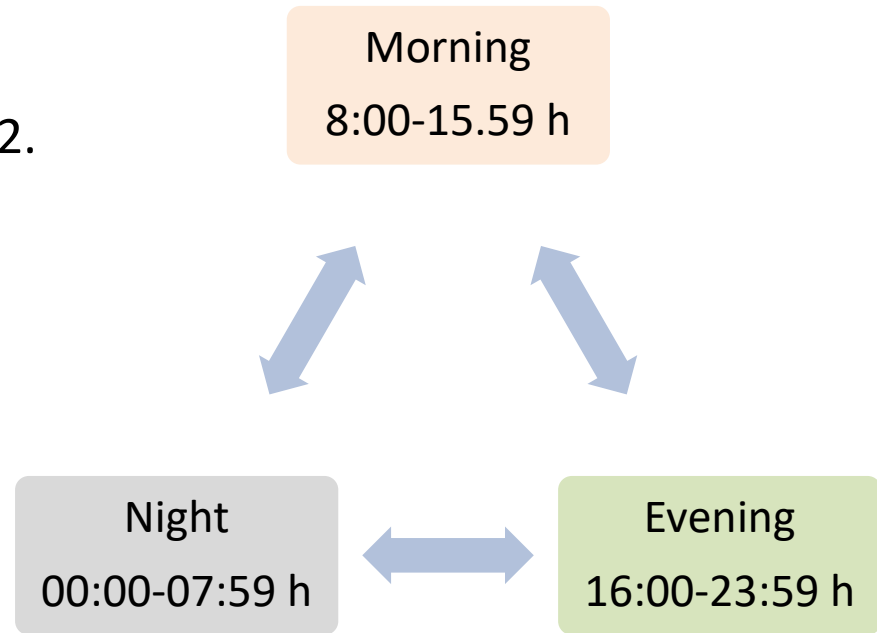 Morning
8:00-15.59 h
2.
Night
00:00-07:59 h
Evening
16:00-23:59 h